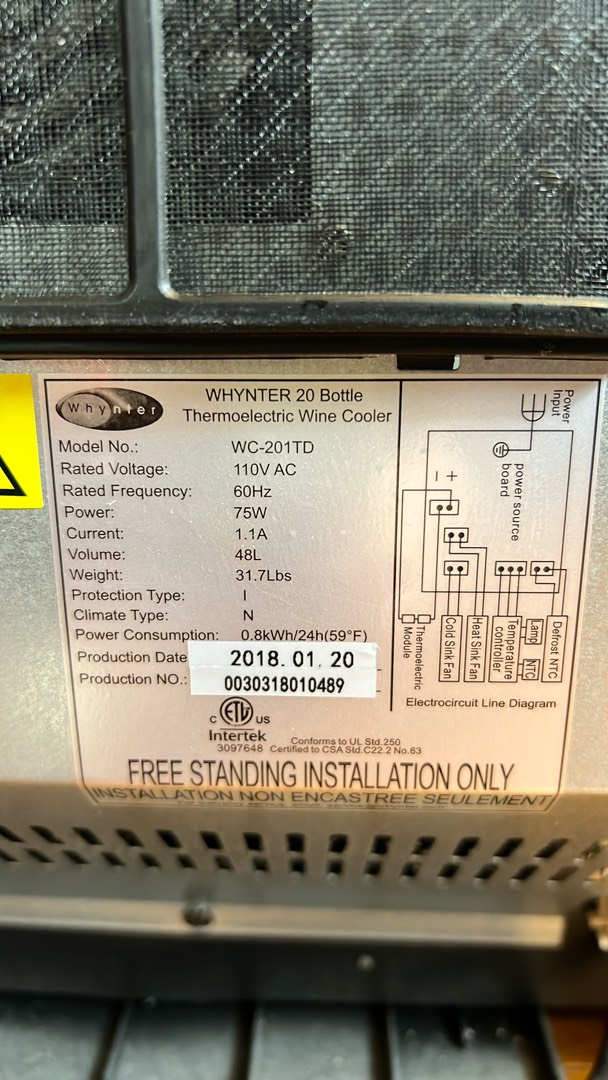 Whynter
WHYNTER 20 Bottle
Thermoelectric Wine Cooler
Model No.: WC-201TD
Rated Voltage: 110V AC
Rated Frequency: 60Hz
Power: 75W
Current: 1.1A
Volume: 48L
Weight: 31.7Lbs
Protection Type: I
Climate Type: N
Power Consumption: 0.8kWh/24h(59°F)
Production Date 2018.01.20
Production NO.: 0030318010489
C ETL US
Intertek
3097648
Conforms to UL Std.250
Certified to CSA Std.C22.2 No.63
Power Input
power source board
− +
Thermoelectric Module
Cold Sink Fan
Heat Sink Fan
Temperature controller
Lamp
NTC
Defrost NTC
Electrocircuit Line Diagram
FREE STANDING INSTALLATION ONLY
INSTALLATION NON ENCASTREE SEULEMENT